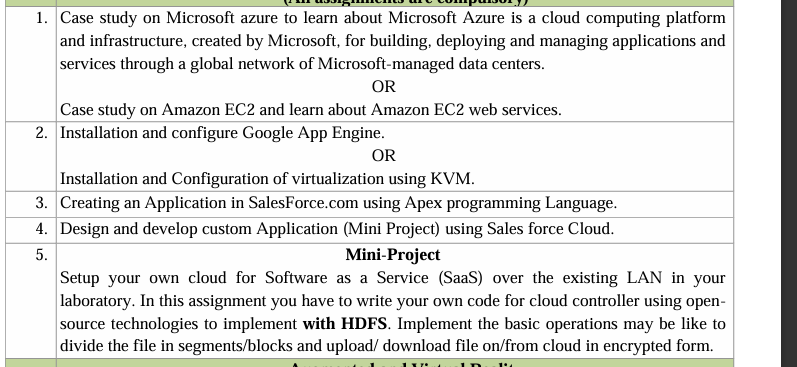 (All assignments are compulsory)
1. Case study on Microsoft azure to learn about Microsoft Azure is a cloud computing platform
and infrastructure, created by Microsoft, for building, deploying and managing applications and
services through a global network of Microsoft-managed data centers.
OR
Case study on Amazon EC2 and learn about Amazon EC2 web services.
2. Installation and configure Google App Engine.
OR
Installation and Configuration of virtualization using KVM.
3. Creating an Application in SalesForce.com using Apex programming Language.
4. Design and develop custom Application (Mini Project) using Sales force Cloud.
5. Mini-Project
Setup your own cloud for Software as a Service (SaaS) over the existing LAN in your
laboratory. In this assignment you have to write your own code for cloud controller using open-
source technologies to implement with HDFS. Implement the basic operations may be like to
divide the file in segments/blocks and upload/ download file on/from cloud in encrypted form.
Augmented and Virtual Reality